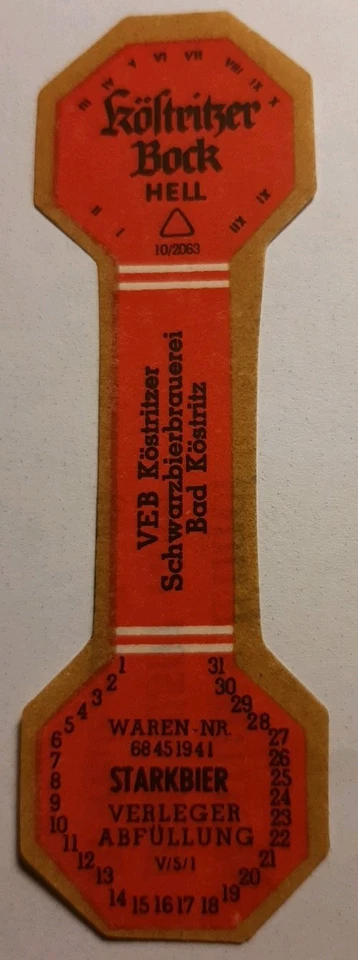 I II III IV V VI VII VIII IX X XI XII
Köstritzer
Bock
HELL
10/2063
VEB Köstritzer
Schwarzbierbrauerei
Bad Köstritz
1 2 3 4 5 6 7 8 9 10 11 12 13 14 15 16 17 18 19 20 21 22 23 24 25 26 27 28 29 30 31
WAREN-NR.
68 45 19 4 1
STARKBIER
VERLEGER
ABFÜLLUNG
V/5/1